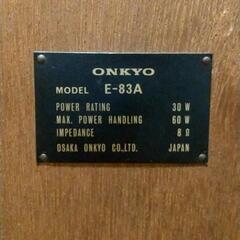 ONKYO
MODEL E-83A
POWER RATING 30 W
MAX. POWER HANDLING 60 W
IMPEDANCE 8 Ω
OSAKA ONKYO CO.,LTD. JAPAN